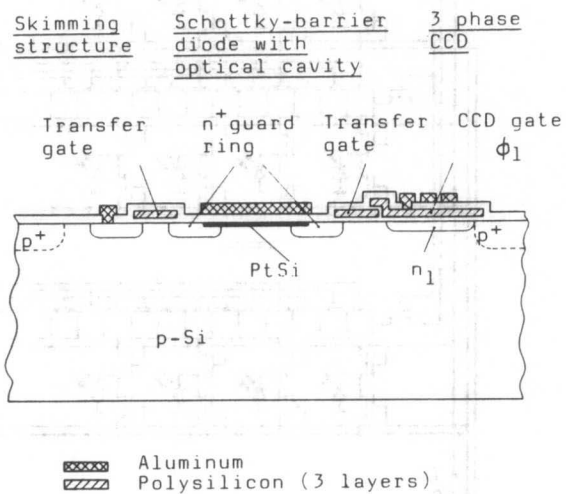 Skimming
structure
Schottky-barrier
diode with
optical cavity
3 phase
CCD
Transfer
gate
n+ guard
ring
Transfer
gate
CCD gate
ϕ1
p+
p+
PtSi
n1
p-Si
Aluminum
Polysilicon (3 layers)